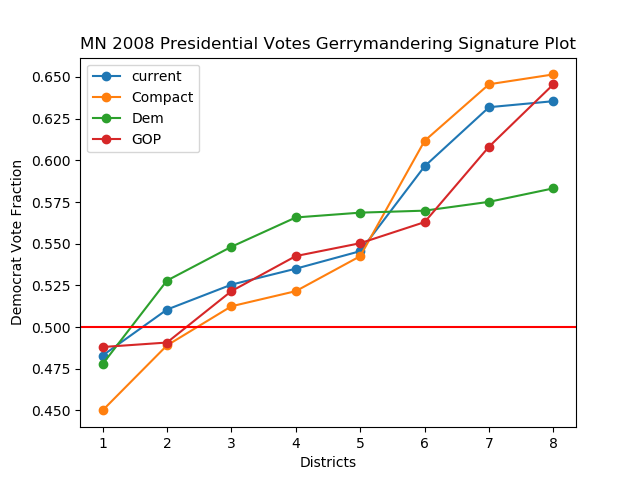 MN 2008 Presidential Votes Gerrymandering Signature Plot
current
Compact
Dem
GOP
0.650
0.625
0.600
0.575
0.550
0.525
0.500
0.475
0.450
Democrat Vote Fraction
1 2 3 4 5 6 7 8
Districts